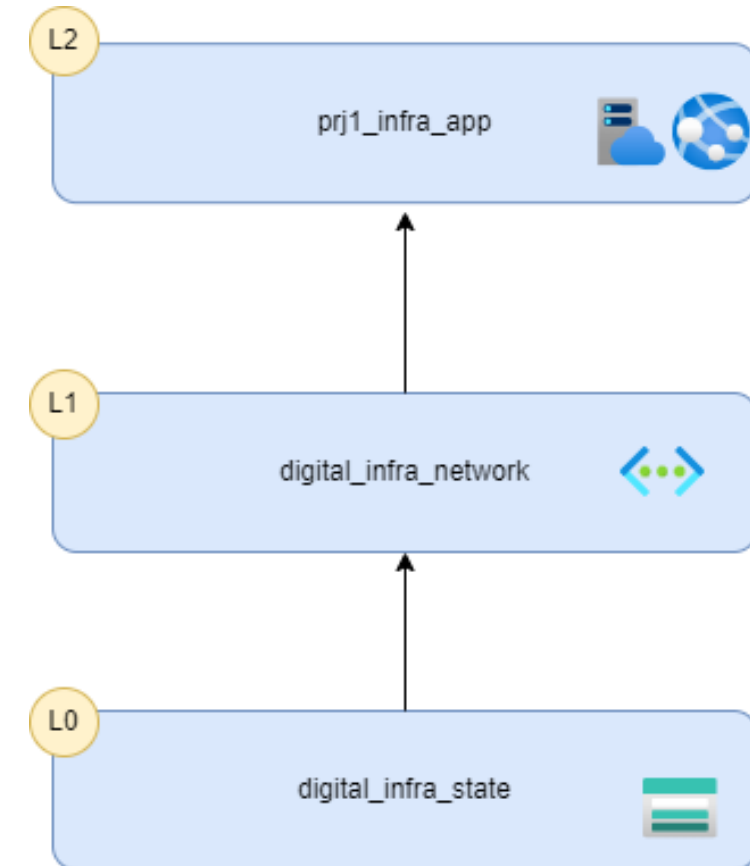 L2
prj1_infra_app
L1
digital_infra_network
L0
digital_infra_state